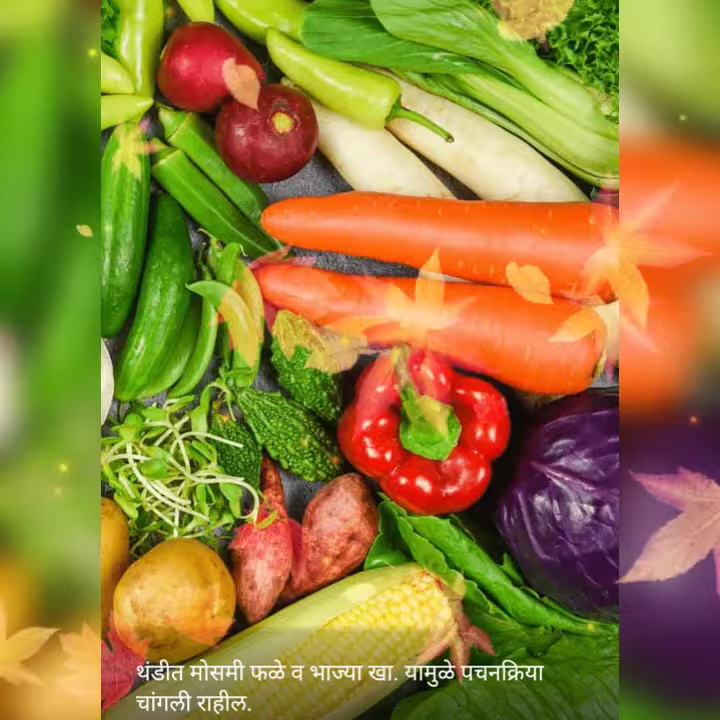 थंडीत मोसमी फळे व भाज्या खा. यामुळे पचनक्रिया
चांगली राहील.